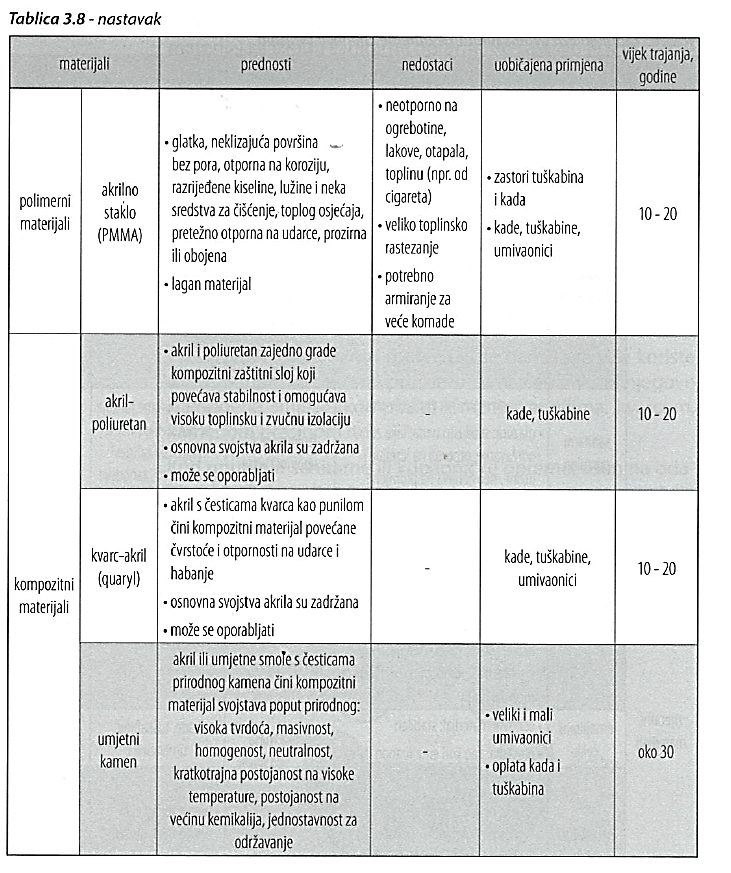 Tablica 3.8 - nastavak
materijali
prednosti
nedostaci
uobičajena primjena
vijek trajanja,
godine
polimerni
materijali
akrilno
staklo
(PMMA)
• glatka, neklizajuća površina
bez pora, otporna na koroziju,
razrijeđene kiseline, lužine i neka
sredstva za čišćenje, toplog osjećaja,
pretežno otporna na udarce, prozirna
ili obojena
• lagan materijal
• neotporno na
ogrebotine,
lakove, otapala,
toplinu (npr. od
cigareta)
• veliko toplinsko
rastezanje
• potrebno
armiranje za
veće komade
• zastori tuškabina
i kada
• kade, tuškabine,
umivaonici
10 - 20
kompozitni
materijali
akril-
poliuretan
• akril i poliuretan zajedno grade
kompozitni zaštitni sloj koji
povećava stabilnost i omogućava
visoku toplinsku i zvučnu izolaciju
• osnovna svojstva akrila su zadržana
• može se oporabljati
-
kade, tuškabine
10 - 20
kvarc-akril
(quaryl)
• akril s česticama kvarca kao punilom
čini kompozitni materijal povećane
čvrstoće i otpornosti na udarce i
habanje
• osnovna svojstva akrila su zadržana
• može se oporabljati
-
kade, tuškabine,
umivaonici
10 - 20
umjetni
kamen
akril ili umjetne smole s česticama
prirodnog kamena čini kompozitni
materijal svojstava poput prirodnog:
visoka tvrdoća, masivnost,
homogenost, neutralnost,
kratkotrajna postojanost na visoke
temperature, postojanost na
većinu kemikalija, jednostavnost za
održavanje
-
• veliki i mali
umivaonici
• oplata kada i
tuškabina
oko 30